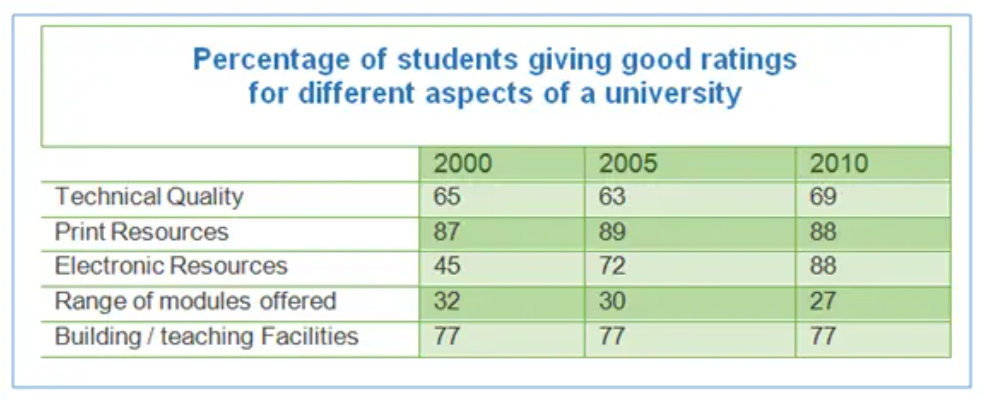 Percentage of students giving good ratings
for different aspects of a university
2000 2005 2010
Technical Quality 65 63 69
Print Resources 87 89 88
Electronic Resources 45 72 88
Range of modules offered 32 30 27
Building / teaching Facilities 77 77 77